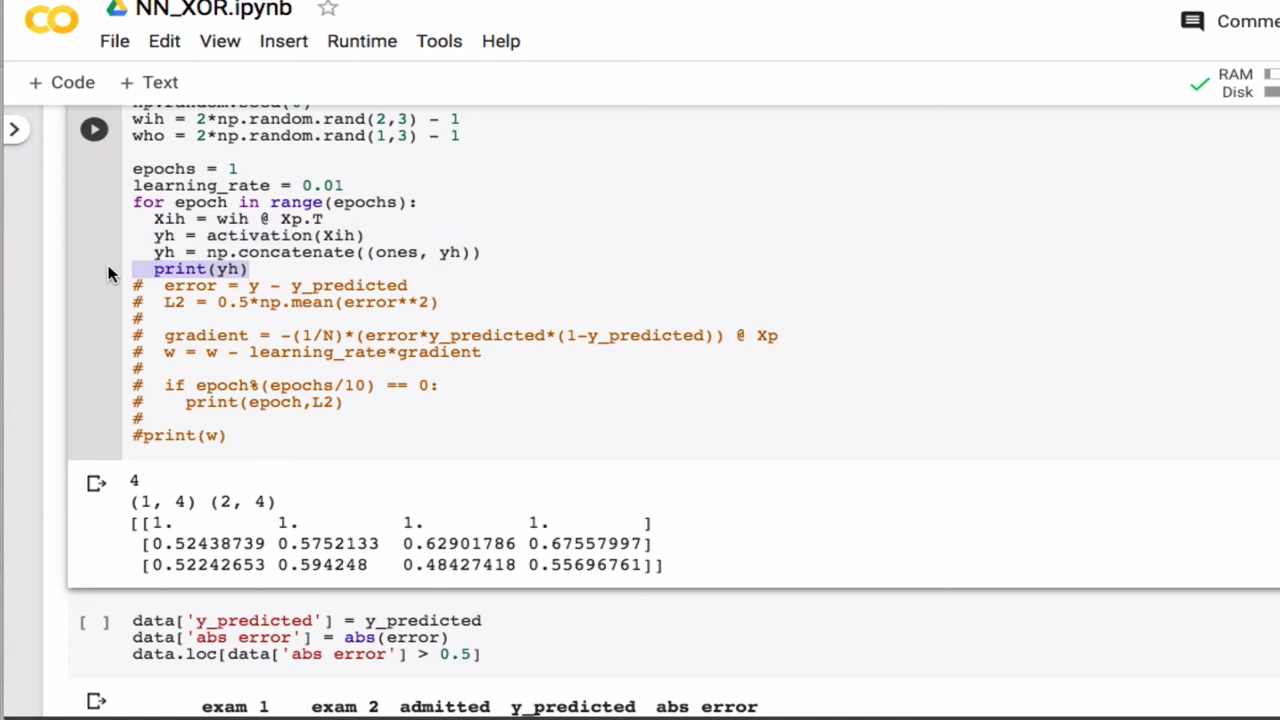 NN_XOR.ipynb
File Edit View Insert Runtime Tools Help
+ Code + Text
RAM
Disk
np.random.seed(0)
wih = 2*np.random.rand(2,3) - 1
who = 2*np.random.rand(1,3) - 1
epochs = 1
learning_rate = 0.01
for epoch in range(epochs):
Xih = wih @ Xp.T
yh = activation(Xih)
yh = np.concatenate((ones, yh))
print(yh)
# error = y - y_predicted
# L2 = 0.5*np.mean(error**2)
#
# gradient = -(1/N)*(error*y_predicted*(1-y_predicted)) @ Xp
# w = w - learning_rate*gradient
#
# if epoch%(epochs/10) == 0:
# print(epoch,L2)
#
#print(w)
4
(1, 4) (2, 4)
[[1. 1. 1. 1. ]
[0.52438739 0.5752133 0.62901786 0.67557997]
[0.52242653 0.594248 0.48427418 0.55696761]]
[ ] data['y_predicted'] = y_predicted
data['abs error'] = abs(error)
data.loc[data['abs error'] > 0.5]
exam 1 exam 2 admitted y_predicted abs error